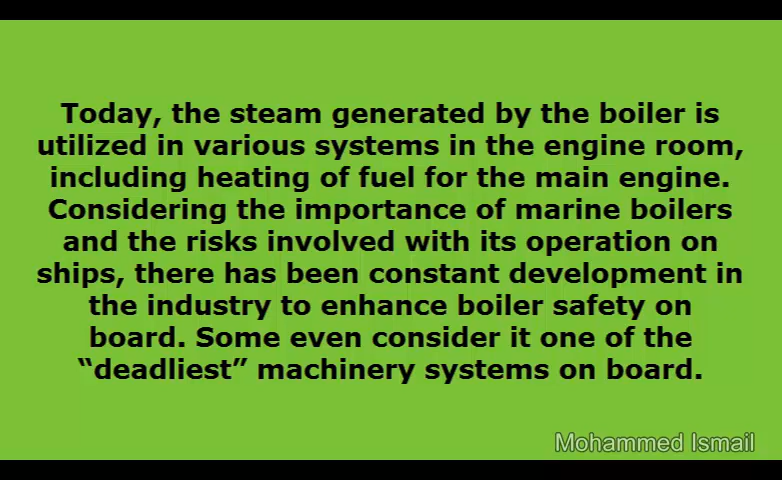 Today, the steam generated by the boiler is
utilized in various systems in the engine room,
including heating of fuel for the main engine.
Considering the importance of marine boilers
and the risks involved with its operation on
ships, there has been constant development in
the industry to enhance boiler safety on
board. Some even consider it one of the
“deadliest” machinery systems on board.
Mohammed Ismail